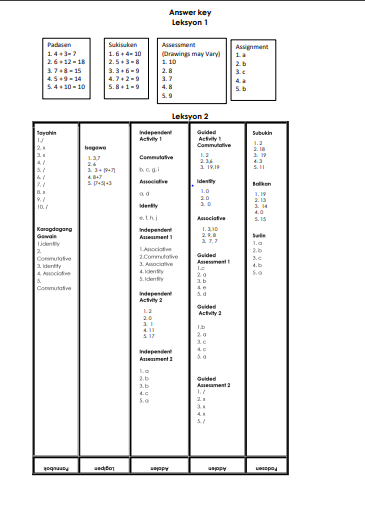 Answer key
Leksyon 1
Padasen
1. 4 + 3= 7
2. 6 + 12 = 18
3. 7 + 8 = 15
4. 5 + 9 = 14
5. 4 + 10 = 10
Sukisuken
1. 6 + 4= 10
2. 5 + 3 = 8
3. 3 + 6 = 9
4. 7 + 2 = 9
5. 8 + 1 = 9
Assessment
(Drawings may Vary)
1. 10
2. 8
3. 7
4. 8
5. 9
Assignment
1. a
2. b
3. c
4. a
5. b
Leksyon 2
Tayahin
1./
2. x
3. x
4. /
5. /
6. /
7. /
8. x
9. /
10. /
Karagdagang
Gawain
1.Identity
2.
Commutative
3. Identity
4. Associative
5.
Commutative
Isagawa
1. 3,7
2.6
3. 3 + (9+7)
4. 8+7
5. (7+5)+3
Independent
Activity 1
Commutative
b, c, g, i
Associative
a, d
Identity
e, f, h, j
Independent
Assessment 1
1.Associative
2.Commutative
3. Associative
4. Identity
5. Identity
Independent
Activity 2
1. 2
2. 0
3. 1
4. 11
5. 17
Independent
Assessment 2
1. a
2. b
3. b
4. c
5. a
Guided
Activity 1
Commutative
1. 2
2. 3,6
3. 19,19
Identity
1. 0
2. 0
3. 0
Associative
1. 3,10
2. 9, 8
3. 7, 7
Guided
Assessment 1
1.c
2. a
3. b
4. e
5. d
Guided
Activity 2
1.b
2. a
3. c
4. c
5. a
Guided
Assessment 2
1. /
2. x
3. x
4. x
5. /
Subukin
1. 2
2. 18
3. 19
4. 3
5. 11
Balikan
1. 19
2. 13
3. 14
4. 0
5. 15
Suriin
1. a
2. b
3. c
4. b
5. a